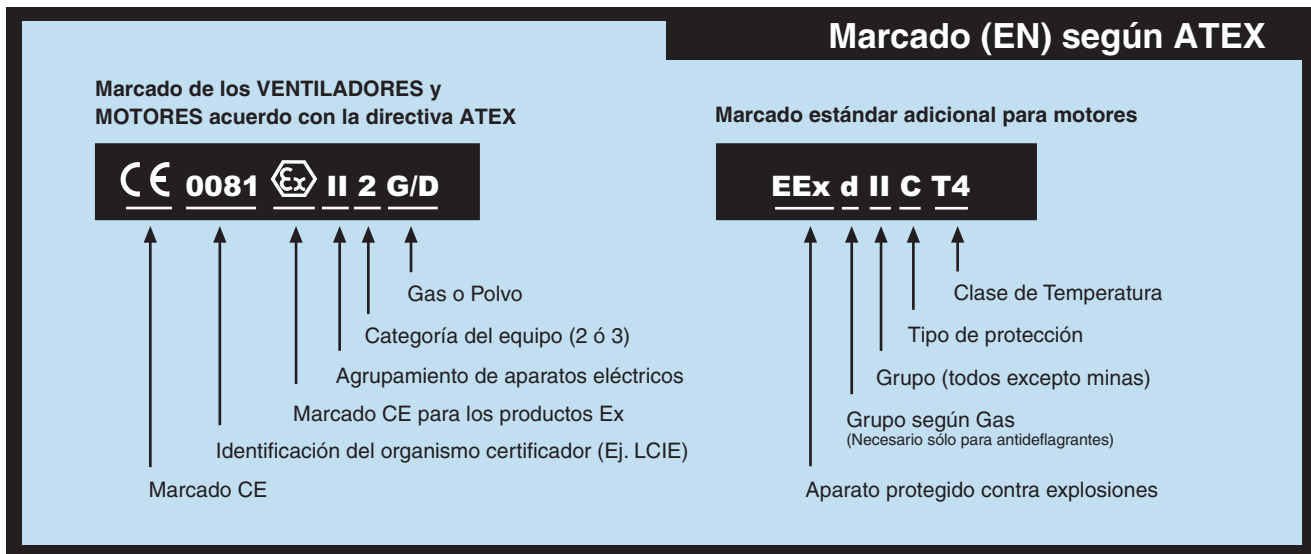 Marcado (EN) según ATEX
Marcado de los VENTILADORES y
MOTORES acuerdo con la directiva ATEX
CE 0081 Ex II 2 G/D
Gas o Polvo
Categoría del equipo (2 ó 3)
Agrupamiento de aparatos eléctricos
Marcado CE para los productos Ex
Identificación del organismo certificador (Ej. LCIE)
Marcado CE
Marcado estándar adicional para motores
EEx d II C T4
Clase de Temperatura
Tipo de protección
Grupo (todos excepto minas)
Grupo según Gas
(Necesario sólo para antideflagrantes)
Aparato protegido contra explosiones